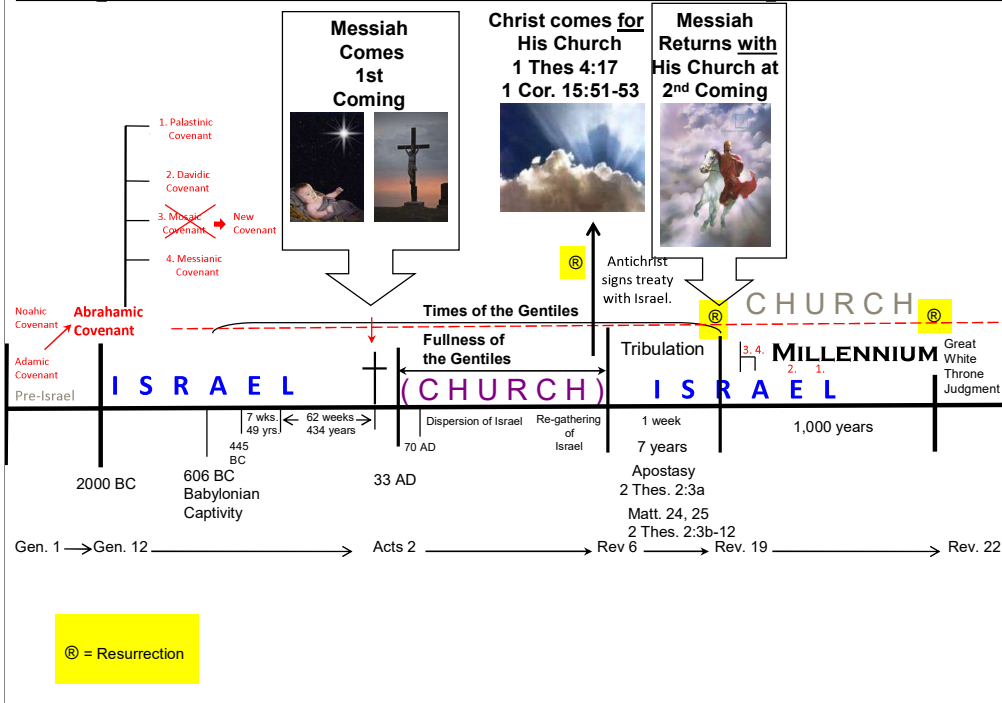 Messiah
Comes
1st
Coming
Christ comes for
His Church
1 Thes 4:17
1 Cor. 15:51-53
Messiah
Returns with
His Church at
2nd Coming
1. Palastinic
Covenant
2. Davidic
Covenant
3. Mosaic
Covenant
New
Covenant
4. Messianic
Covenant
Noahic
Covenant
Abrahamic
Covenant
Adamic
Covenant
Pre-Israel
ISRAEL
®
Antichrist
signs treaty
with Israel.
Times of the Gentiles
®
CHURCH
®
Fullness of
the Gentiles
(CHURCH)
Tribulation
3. 4.
MILLENNIUM
2.
1.
ISRAEL
Great
White
Throne
Judgment
7 wks.
49 yrs.
62 weeks
434 years
445
BC
70 AD
Dispersion of Israel
Re-gathering
of
Israel
1 week
7 years
1,000 years
2000 BC
606 BC
Babylonian
Captivity
33 AD
Apostasy
2 Thes. 2:3a
Matt. 24, 25
2 Thes. 2:3b-12
Gen. 1
Gen. 12
Acts 2
Rev 6
Rev. 19
Rev. 22
® = Resurrection